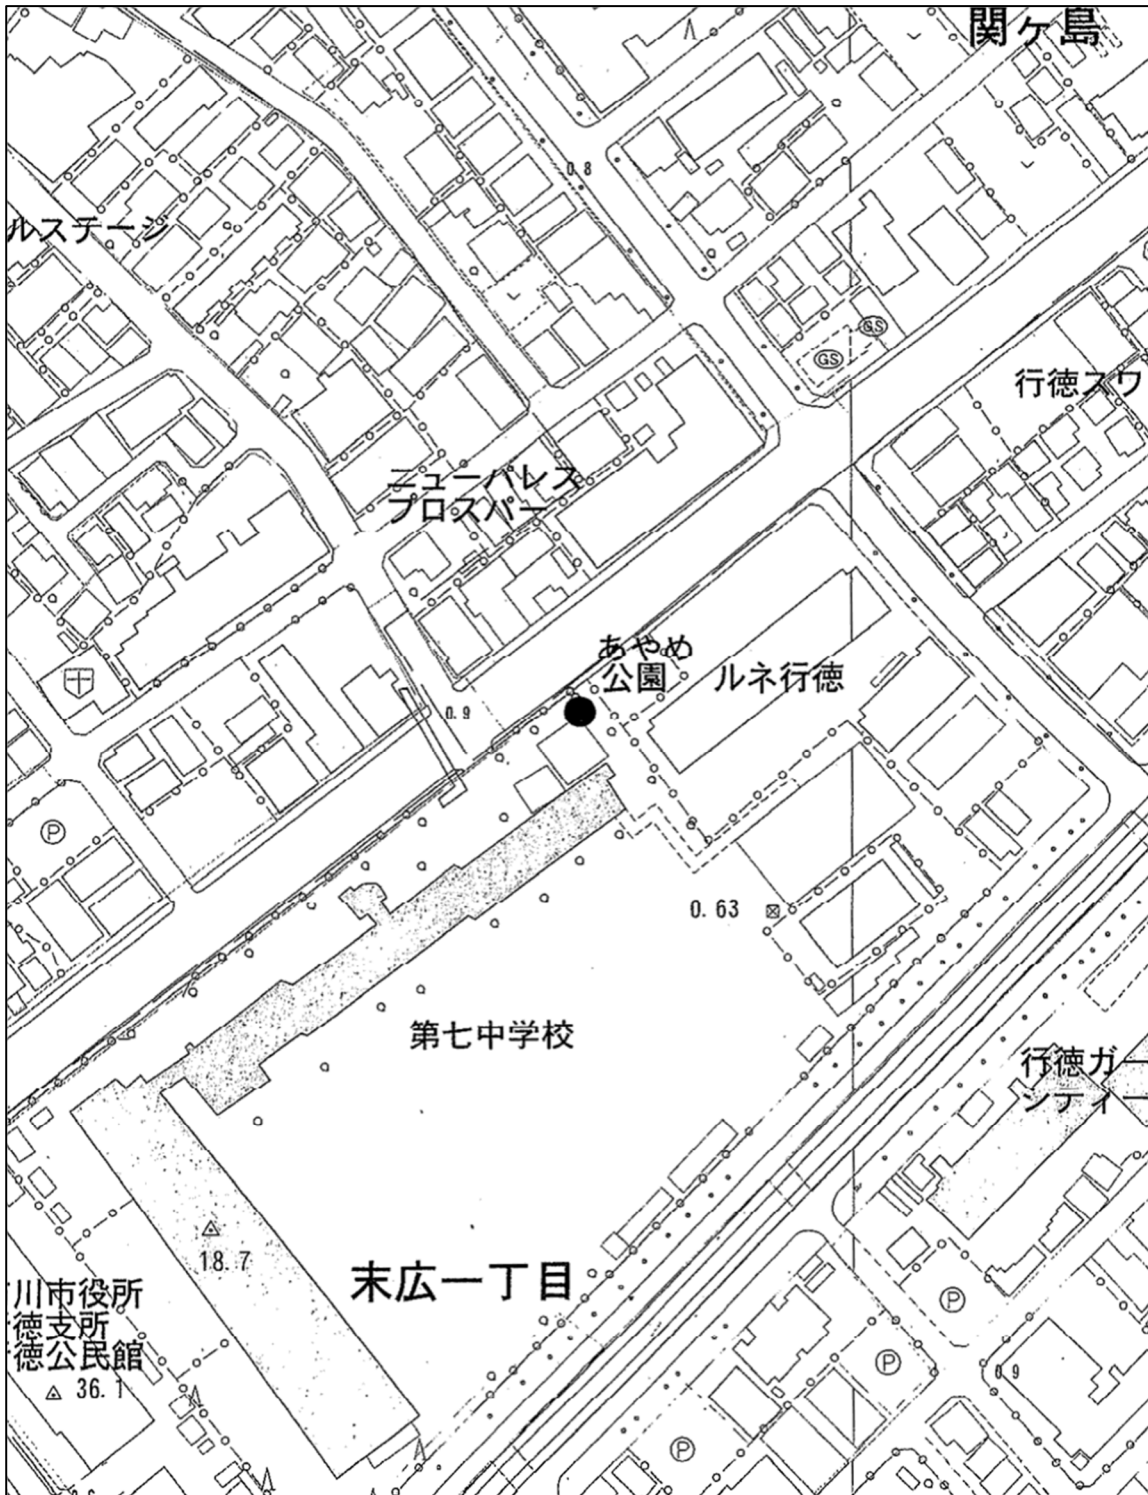 関ヶ島
0.8
ルステージ
GS
GS
行徳スワ
ニューパレス
プロスパー
あやめ
公園
ルネ行徳
0.9
P
0.63
第七中学校
行徳ガー
シティー
18.7
末広一丁目
川市役所
徳支所
徳公民館
36.1
P
P
0.9
P